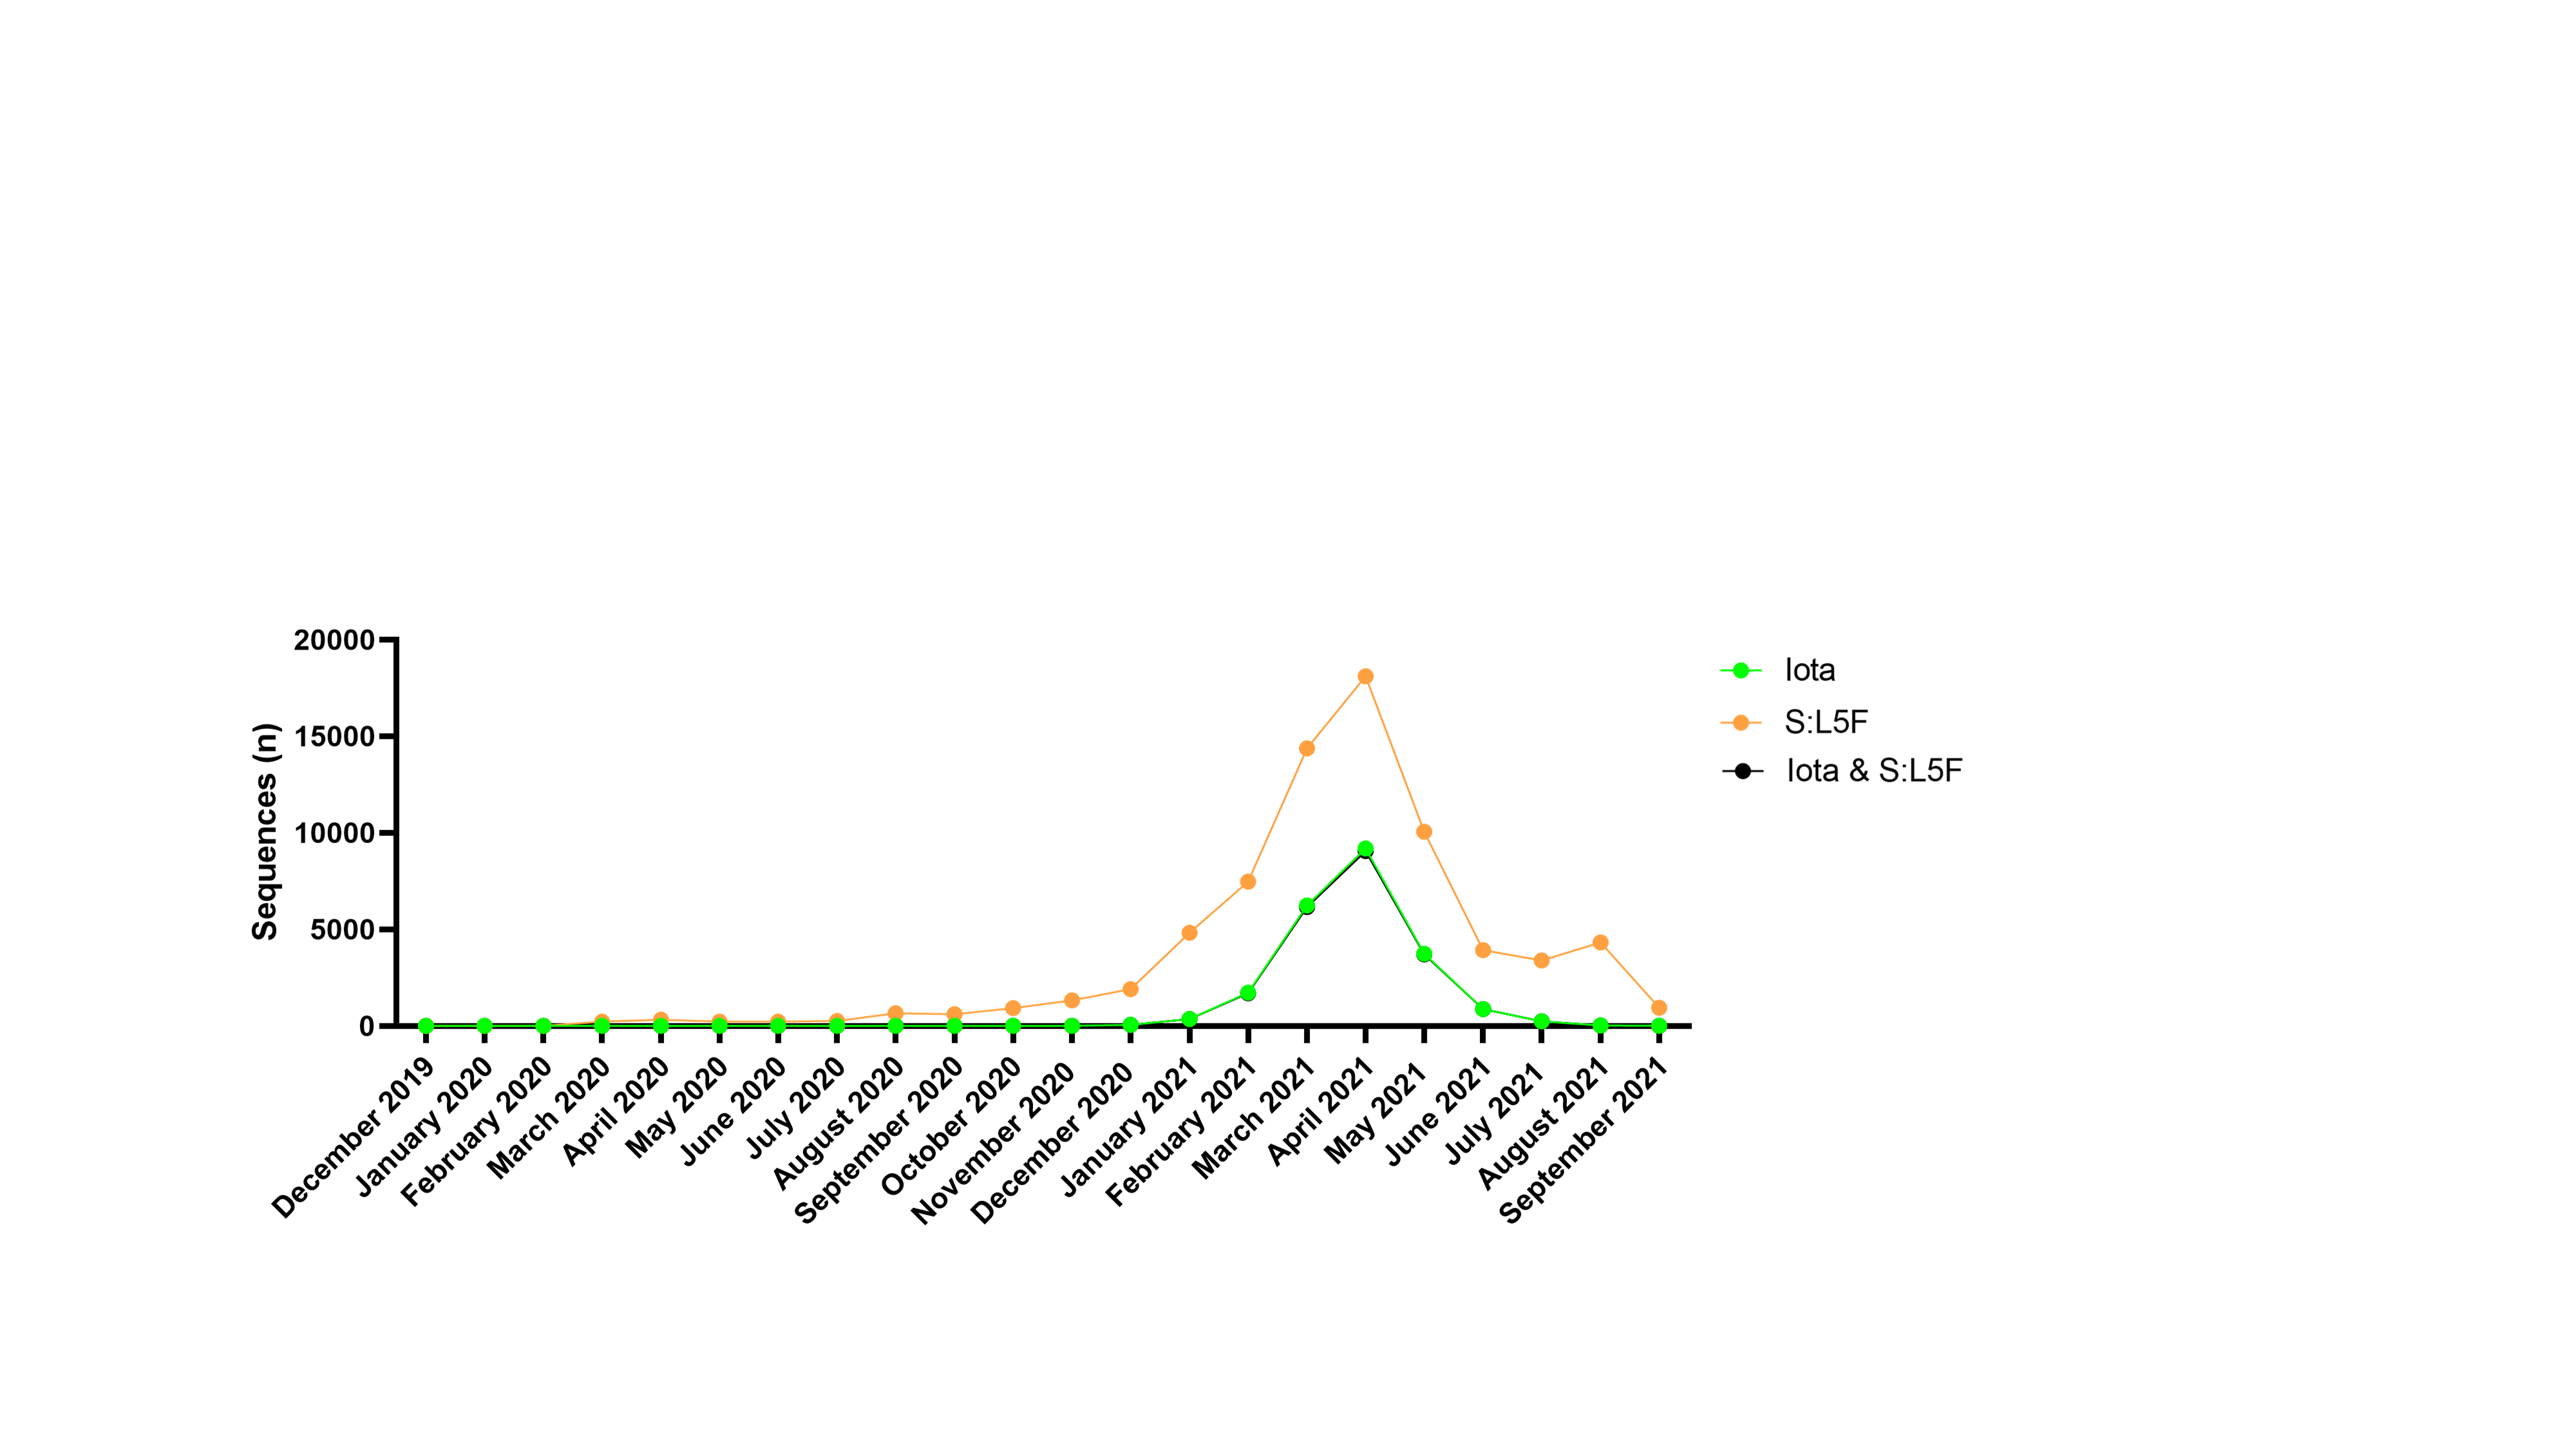 Sequences (n)
20000
15000
10000
5000
0
December 2019
January 2020
February 2020
March 2020
April 2020
May 2020
June 2020
July 2020
August 2020
September 2020
October 2020
November 2020
December 2020
January 2021
February 2021
March 2021
April 2021
May 2021
June 2021
July 2021
August 2021
September 2021
Iota
S:L5F
Iota & S:L5F